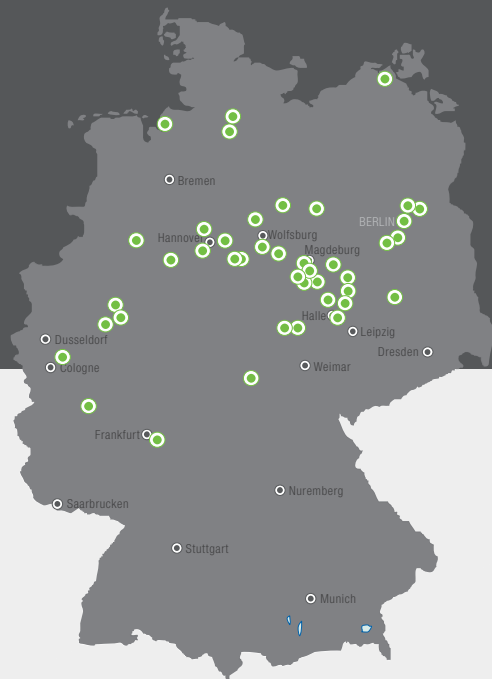 Bremen
BERLIN
Hannover
Wolfsburg
Magdeburg
Halle
Leipzig
Dusseldorf
Dresden
Cologne
Weimar
Frankfurt
Nuremberg
Saarbrucken
Stuttgart
Munich